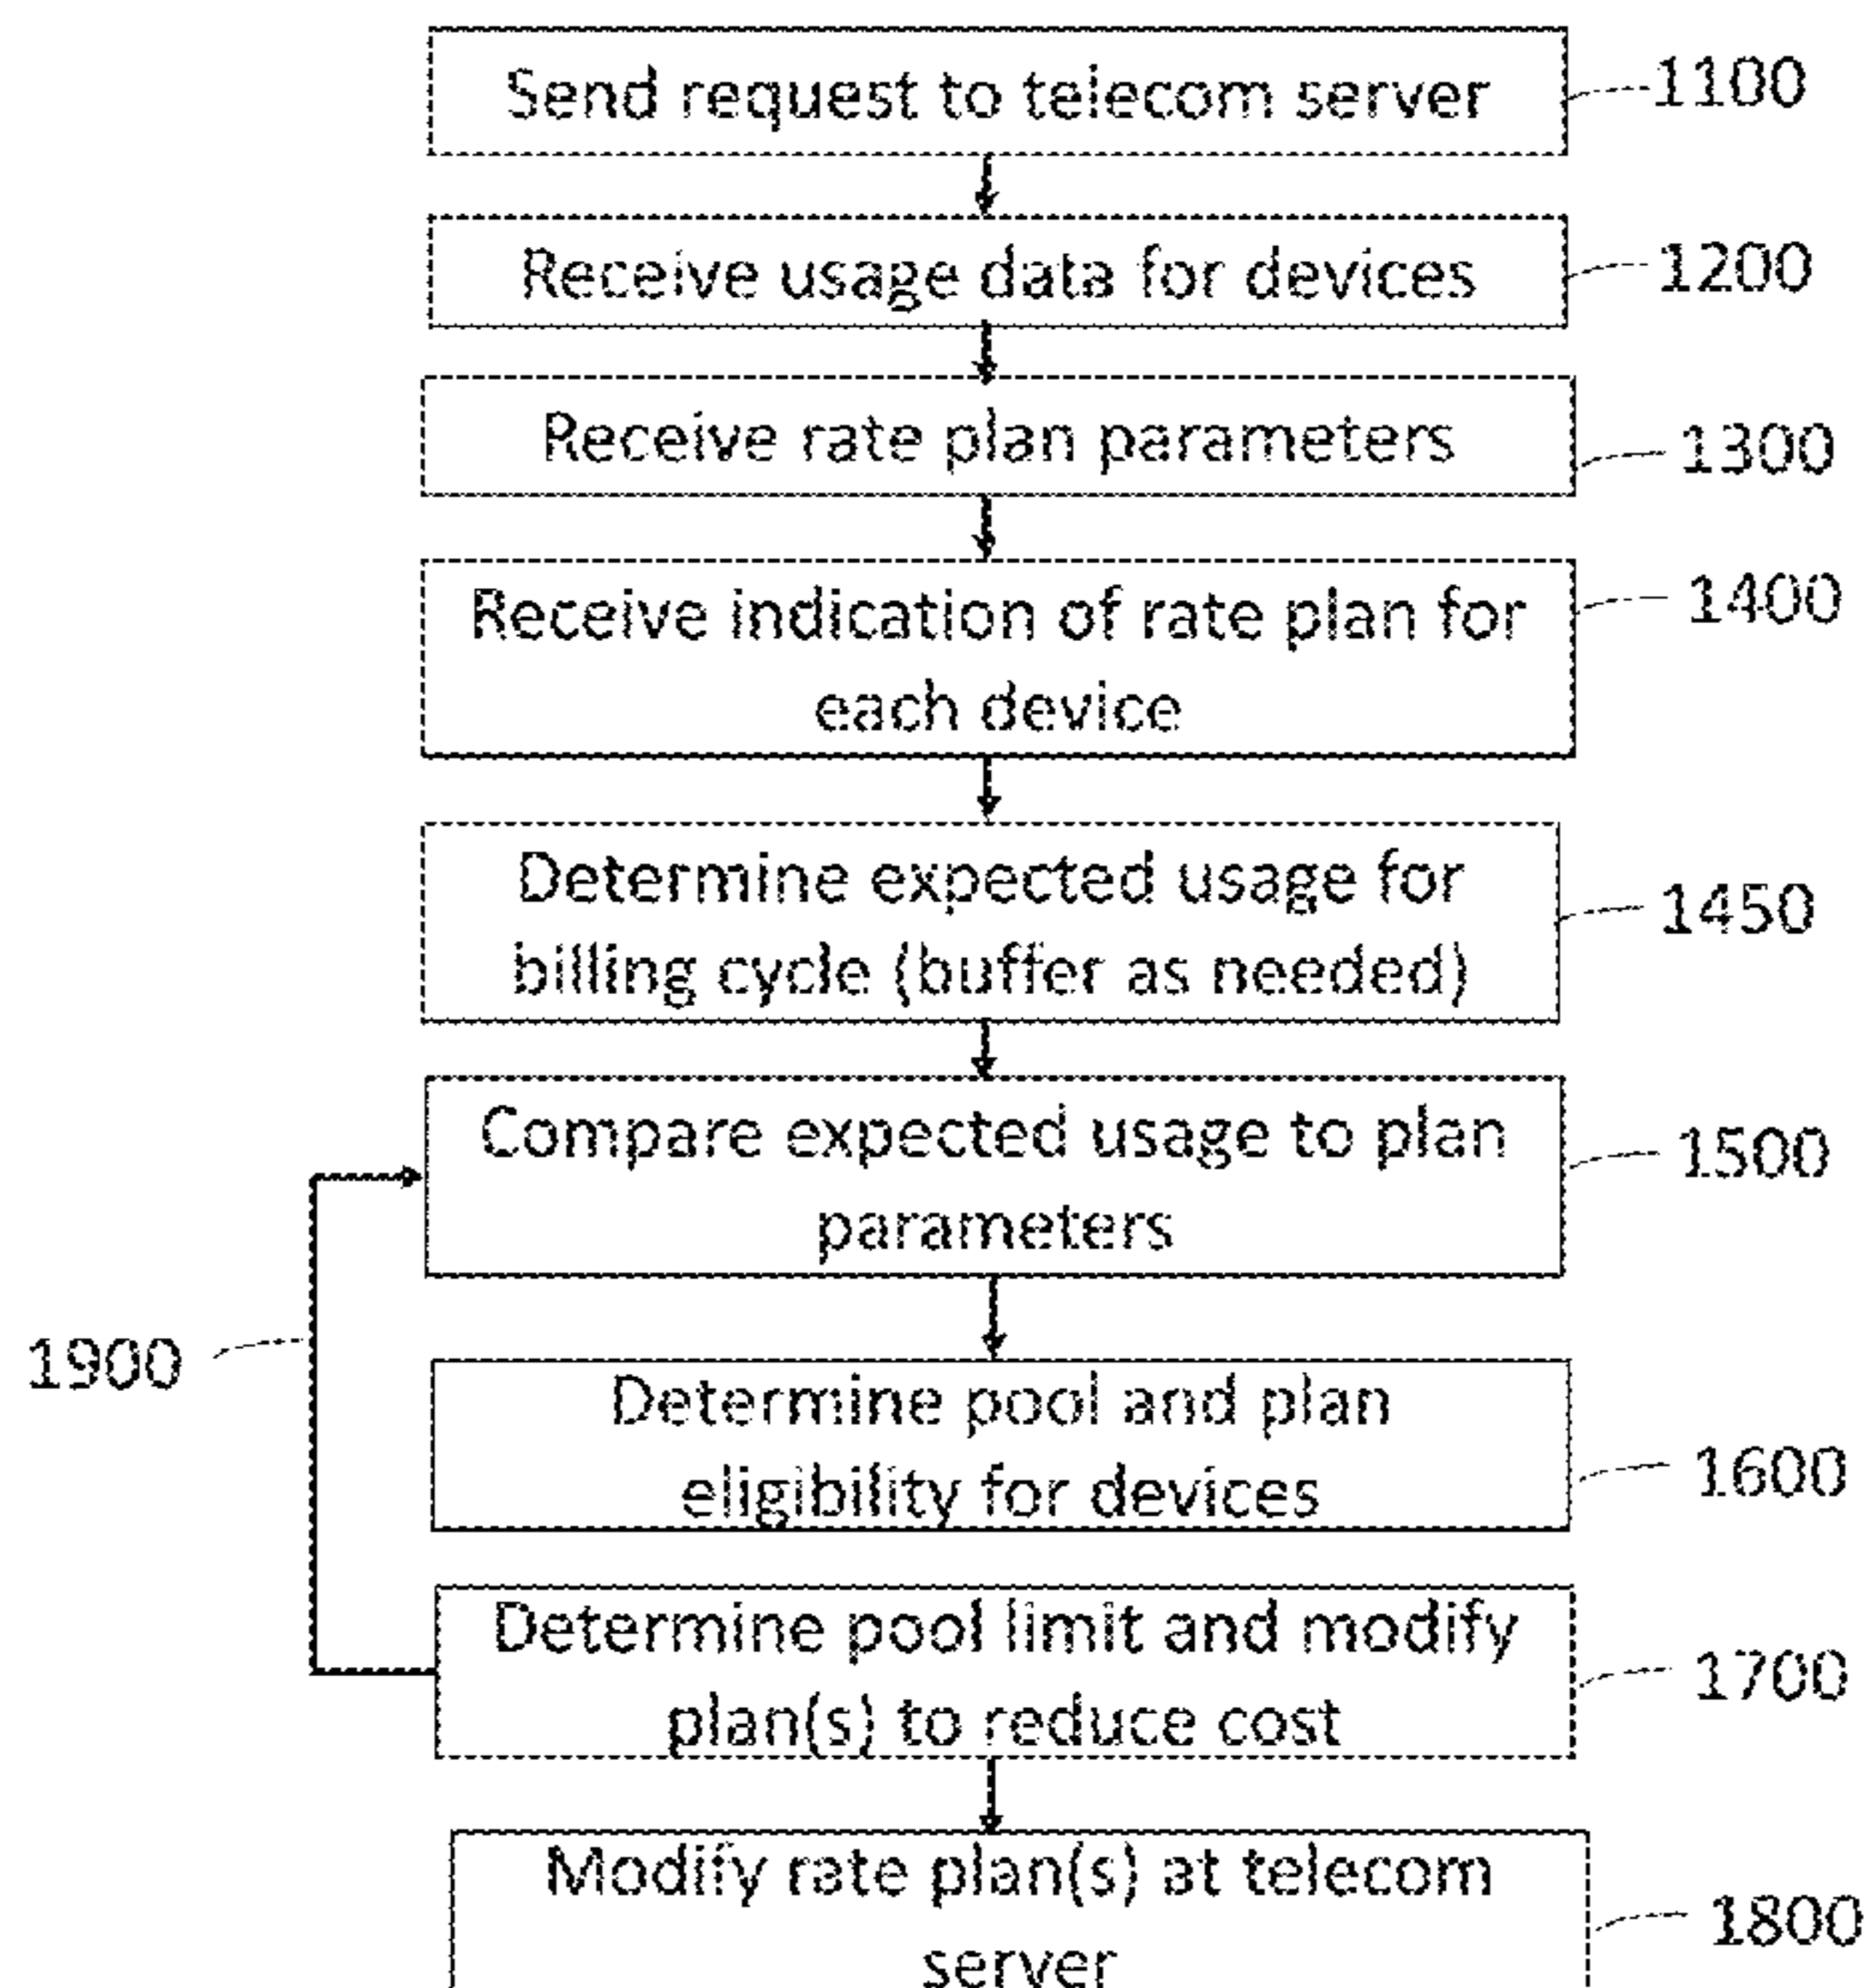 Send request to telecom server
1100
Receive usage data for devices
1200
Receive rate plan parameters
1300
Receive indication of rate plan for
each device
1400
Determine expected usage for
billing cycle (buffer as needed)
1450
Compare expected usage to plan
parameters
1500
1900
Determine pool and plan
eligibility for devices
1600
Determine pool limit and modify
plan(s) to reduce cost
1700
Modify rate plan(s) at telecom
server
1800